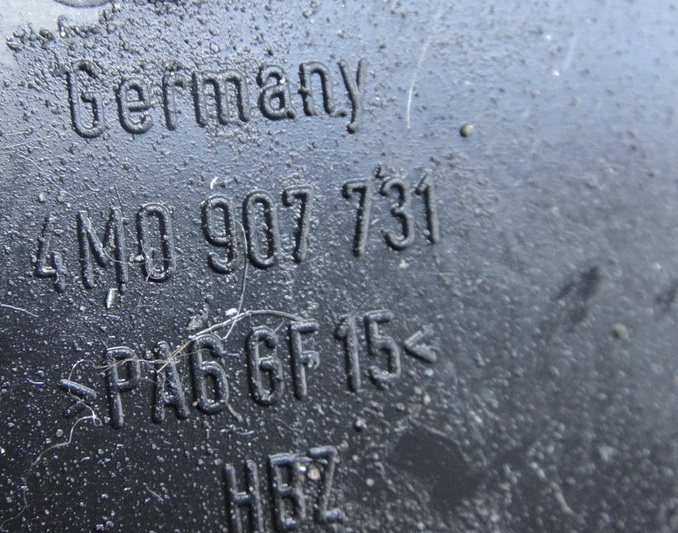 Germany
4M0 907 731
>PA6 GF 15<
HBZ